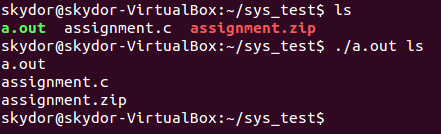 skydor@skydor-VirtualBox:~/sys_test$ ls
a.out  assignment.c  assignment.zip
skydor@skydor-VirtualBox:~/sys_test$ ./a.out ls
a.out
assignment.c
assignment.zip
skydor@skydor-VirtualBox:~/sys_test$